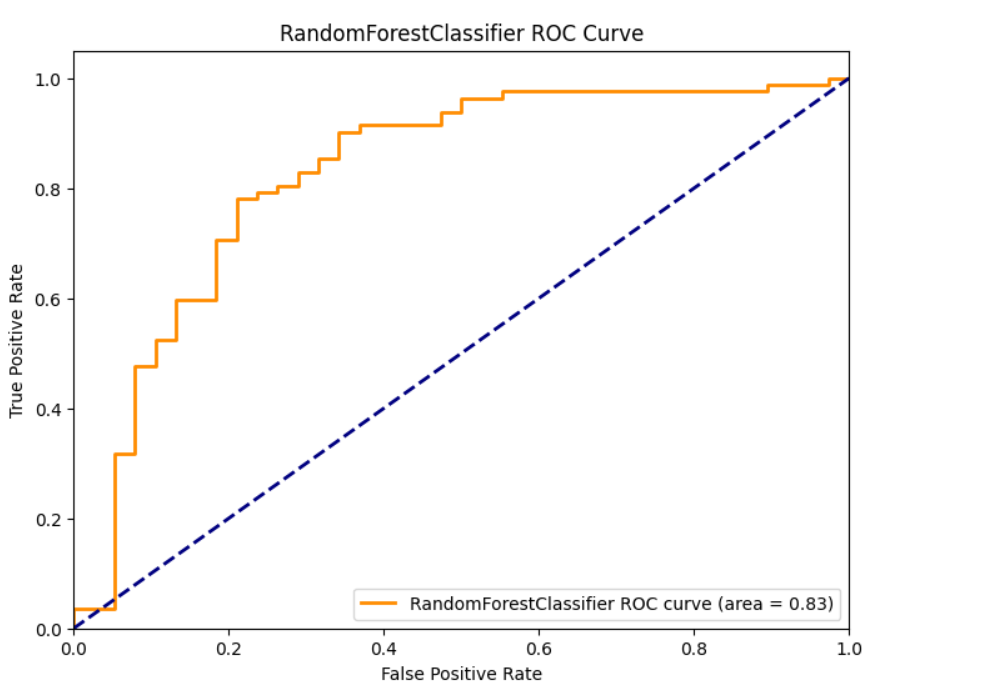 RandomForestClassifier ROC Curve
True Positive Rate
1.0
0.8
0.6
0.4
0.2
0.0
RandomForestClassifier ROC curve (area = 0.83)
0.0 0.2 0.4 0.6 0.8 1.0
False Positive Rate